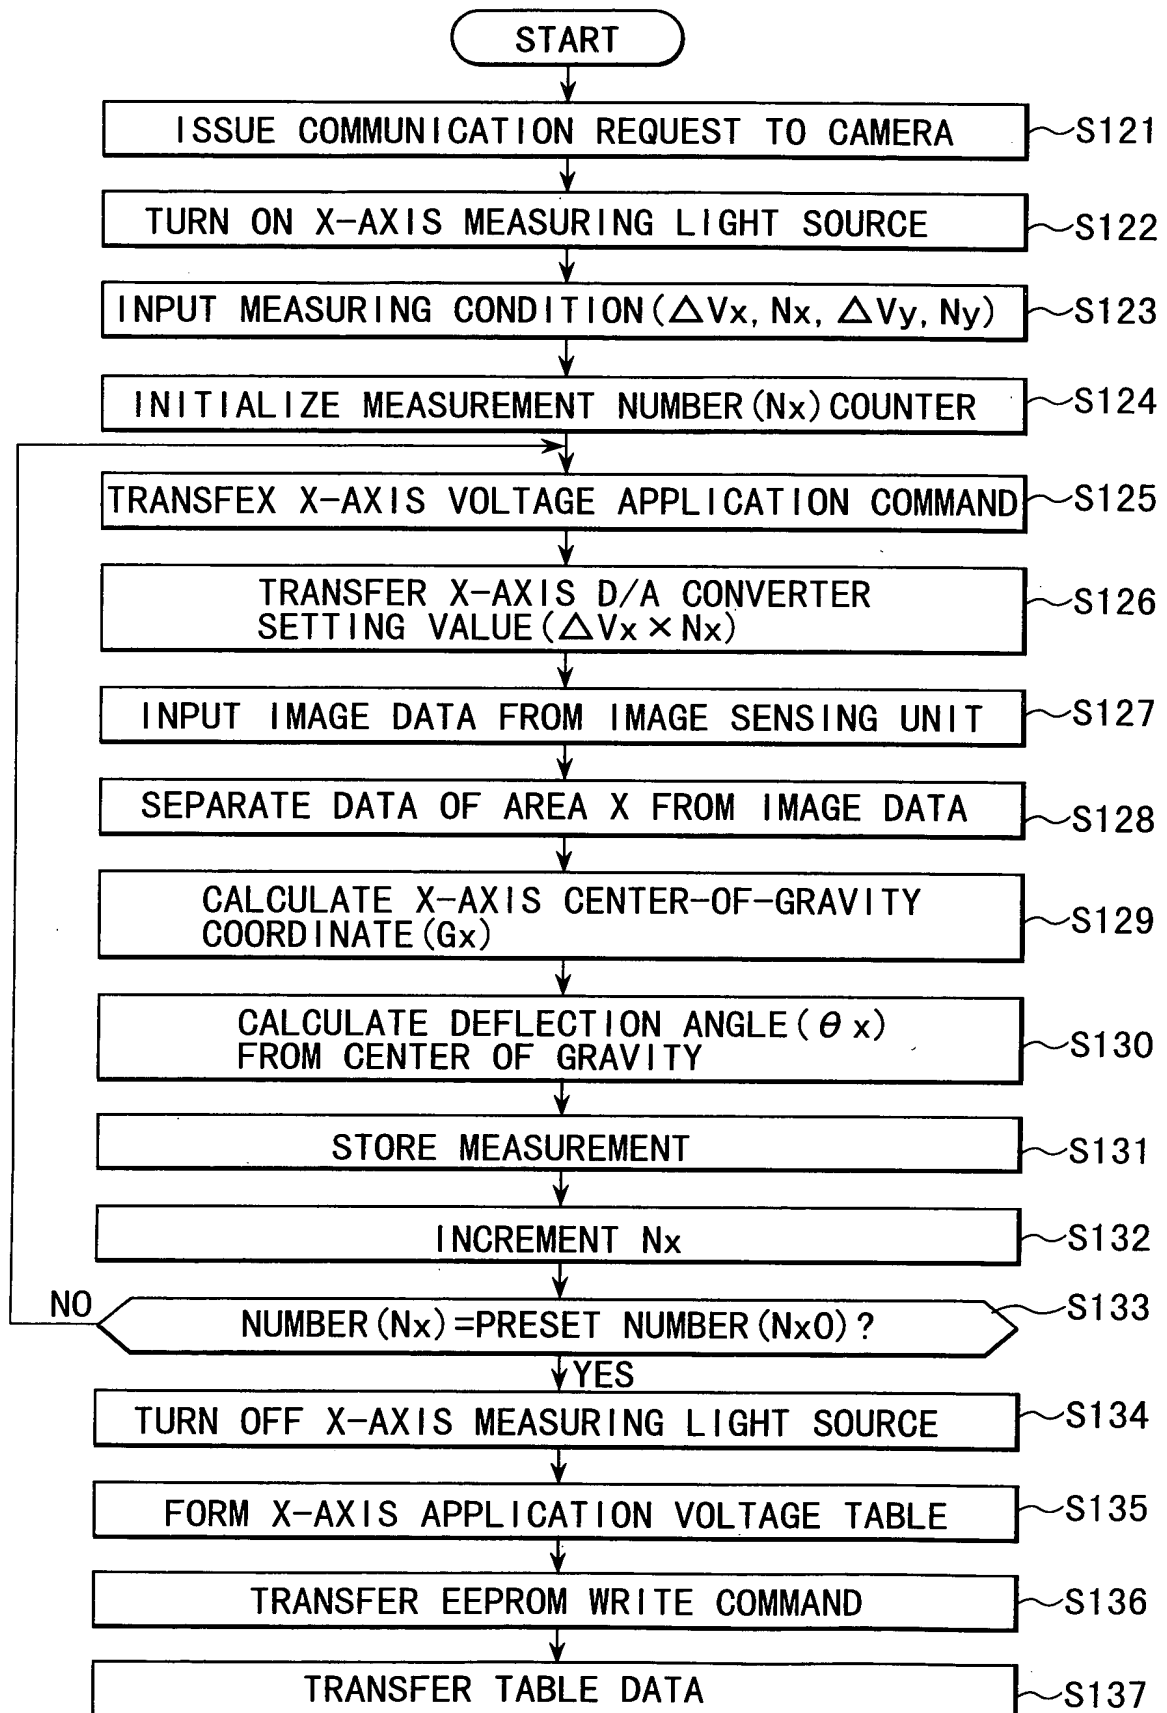 START
ISSUE COMMUNICATION REQUEST TO CAMERA
S121
TURN ON X-AXIS MEASURING LIGHT SOURCE
S122
INPUT MEASURING CONDITION(△Vx, Nx, △Vy, Ny)
S123
INITIALIZE MEASUREMENT NUMBER(Nx)COUNTER
S124
TRANSFEX X-AXIS VOLTAGE APPLICATION COMMAND
S125
TRANSFER X-AXIS D/A CONVERTER
SETTING VALUE(△Vx×Nx)
S126
INPUT IMAGE DATA FROM IMAGE SENSING UNIT
S127
SEPARATE DATA OF AREA X FROM IMAGE DATA
S128
CALCULATE X-AXIS CENTER-OF-GRAVITY
COORDINATE(Gx)
S129
CALCULATE DEFLECTION ANGLE(θx)
FROM CENTER OF GRAVITY
S130
STORE MEASUREMENT
S131
INCREMENT Nx
S132
NO
NUMBER(Nx)=PRESET NUMBER(Nx0)?
S133
YES
TURN OFF X-AXIS MEASURING LIGHT SOURCE
S134
FORM X-AXIS APPLICATION VOLTAGE TABLE
S135
TRANSFER EEPROM WRITE COMMAND
S136
TRANSFER TABLE DATA
S137